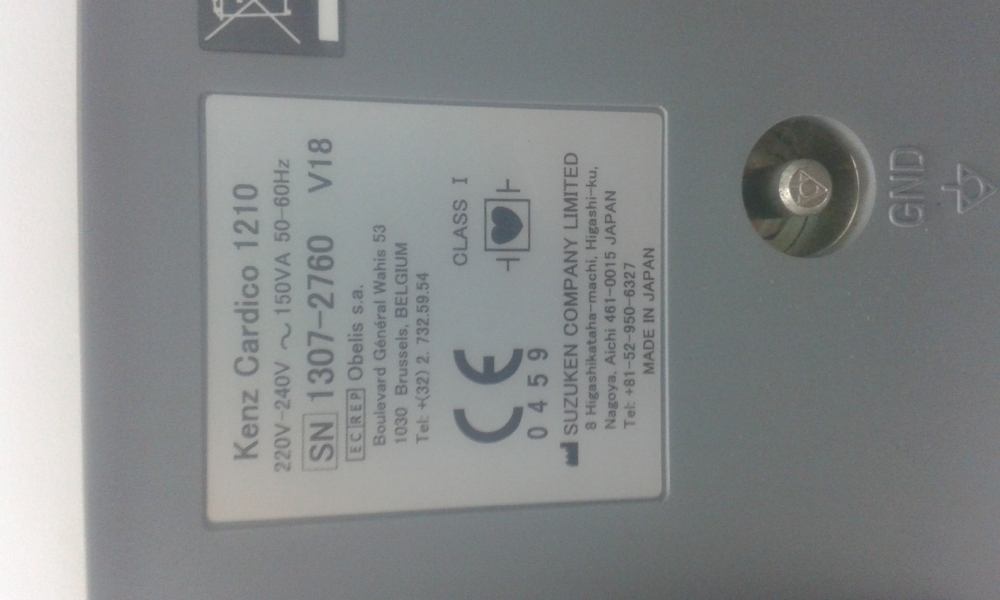 Kenz Cardico 1210
220V-240V ~ 150VA 50-60Hz
SN 1307-2760 V18
EC REP Obelis s.a.
Boulevard Général Wahis 53
1030 Brussels, BELGIUM
Tel: +(32) 2. 732.59.54
CE CLASS I
0459
SUZUKEN COMPANY LIMITED
8 Higashikataha-machi, Higashi-ku,
Nagoya, Aichi 461-0015 JAPAN
Tel: +81-52-950-6327
MADE IN JAPAN
GND